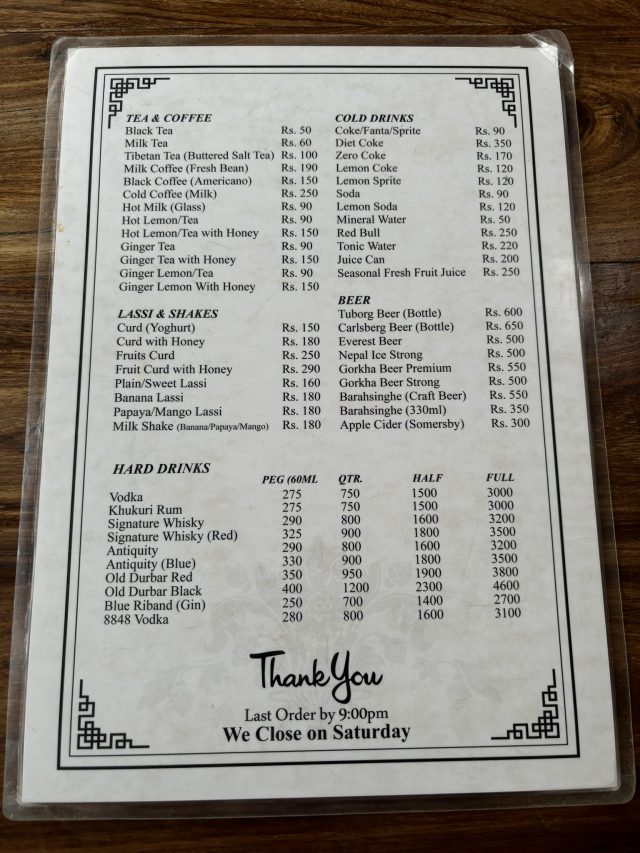 TEA & COFFEE
Black Tea Rs. 50
Milk Tea Rs. 60
Tibetan Tea (Buttered Salt Tea) Rs. 100
Milk Coffee (Fresh Bean) Rs. 190
Black Coffee (Americano) Rs. 150
Cold Coffee (Milk) Rs. 250
Hot Milk (Glass) Rs. 90
Hot Lemon/Tea Rs. 90
Hot Lemon/Tea with Honey Rs. 150
Ginger Tea Rs. 90
Ginger Tea with Honey Rs. 150
Ginger Lemon/Tea Rs. 90
Ginger Lemon With Honey Rs. 150
LASSI & SHAKES
Curd (Yoghurt) Rs. 150
Curd with Honey Rs. 180
Fruits Curd Rs. 250
Fruit Curd with Honey Rs. 290
Plain/Sweet Lassi Rs. 160
Banana Lassi Rs. 180
Papaya/Mango Lassi Rs. 180
Milk Shake (Banana/Papaya/Mango) Rs. 180
COLD DRINKS
Coke/Fanta/Sprite Rs. 90
Diet Coke Rs. 350
Zero Coke Rs. 170
Lemon Coke Rs. 120
Lemon Sprite Rs. 120
Soda Rs. 90
Lemon Soda Rs. 120
Mineral Water Rs. 50
Red Bull Rs. 250
Tonic Water Rs. 220
Juice Can Rs. 200
Seasonal Fresh Fruit Juice Rs. 250
BEER
Tuborg Beer (Bottle) Rs. 600
Carlsberg Beer (Bottle) Rs. 650
Everest Beer Rs. 500
Nepal Ice Strong Rs. 500
Gorkha Beer Premium Rs. 550
Gorkha Beer Strong Rs. 500
Barahsinghe (Craft Beer) Rs. 550
Barahsinghe (330ml) Rs. 350
Apple Cider (Somersby) Rs. 300
HARD DRINKS PEG (60ML QTR. HALF FULL
Vodka 275 750 1500 3000
Khukuri Rum 275 750 1500 3000
Signature Whisky 290 800 1600 3200
Signature Whisky (Red) 325 900 1800 3500
Antiquity 290 800 1600 3200
Antiquity (Blue) 330 900 1800 3500
Old Durbar Red 350 950 1900 3800
Old Durbar Black 400 1200 2300 4600
Blue Riband (Gin) 250 700 1400 2700
8848 Vodka 280 800 1600 3100
Thank You
Last Order by 9:00pm
We Close on Saturday